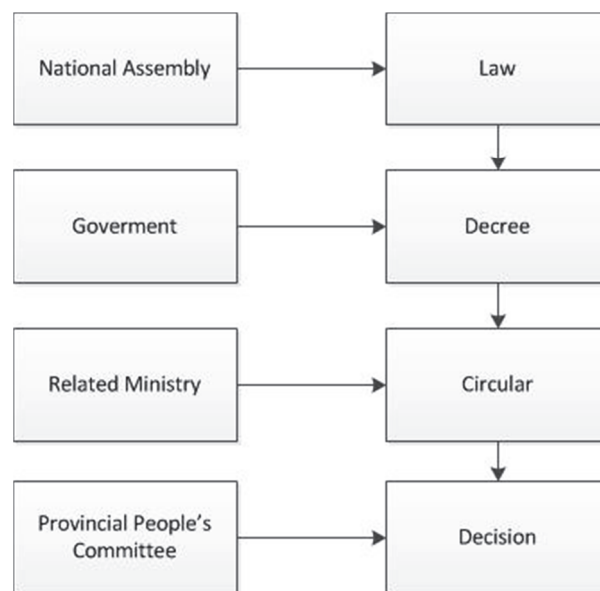 National Assembly
Law
Goverment
Decree
Related Ministry
Circular
Provincial People's
Committee
Decision